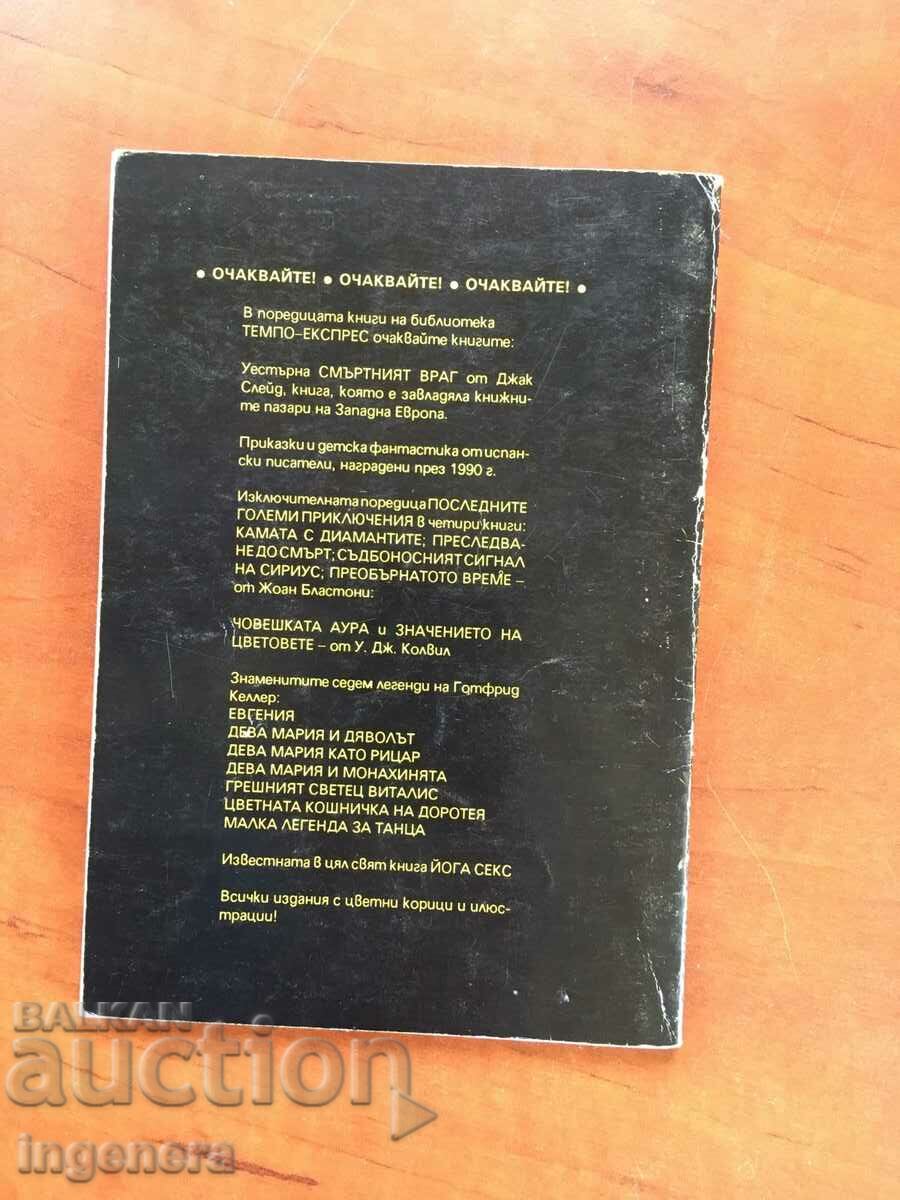 • ОЧАКВАЙТЕ! • ОЧАКВАЙТЕ! • ОЧАКВАЙТЕ! •
В поредицата книги на библиотека
ТЕМПО–ЕКСПРЕС очаквайте книгите:
Уестърна СМЪРТНИЯТ ВРАГ от Джак
Слейд, книга, която е завладяла книжни-
те пазари на Западна Европа.
Приказки и детска фантастика от испан-
ски писатели, наградени през 1990 г.
Изключителната поредица ПОСЛЕДНИТЕ
ГОЛЕМИ ПРИКЛЮЧЕНИЯ в четири книги:
КАМАТА С ДИАМАНТИТЕ; ПРЕСЛЕДВА-
НЕ ДО СМЪРТ; СЪДБОНОСНИЯТ СИГНАЛ
НА СИРИУС; ПРЕОБЪРНАТОТО ВРЕМЕ –
от Жоан Бластони:
ЧОВЕШКАТА АУРА и ЗНАЧЕНИЕТО НА
ЦВЕТОВЕТЕ – от У. Дж. Колвил
Знаменитите седем легенди на Готфрид
Келлер:
ЕВГЕНИЯ
ДЕВА МАРИЯ И ДЯВОЛЪТ
ДЕВА МАРИЯ КАТО РИЦАР
ДЕВА МАРИЯ И МОНАХИНЯТА
ГРЕШНИЯТ СВЕТЕЦ ВИТАЛИС
ЦВЕТНАТА КОШНИЧКА НА ДОРОТЕЯ
МАЛКА ЛЕГЕНДА ЗА ТАНЦА
Известната в цял свят книга ЙОГА СЕКС
Всички издания с цветни корици и илюс-
трации!
BALKAN
auction
ingenera